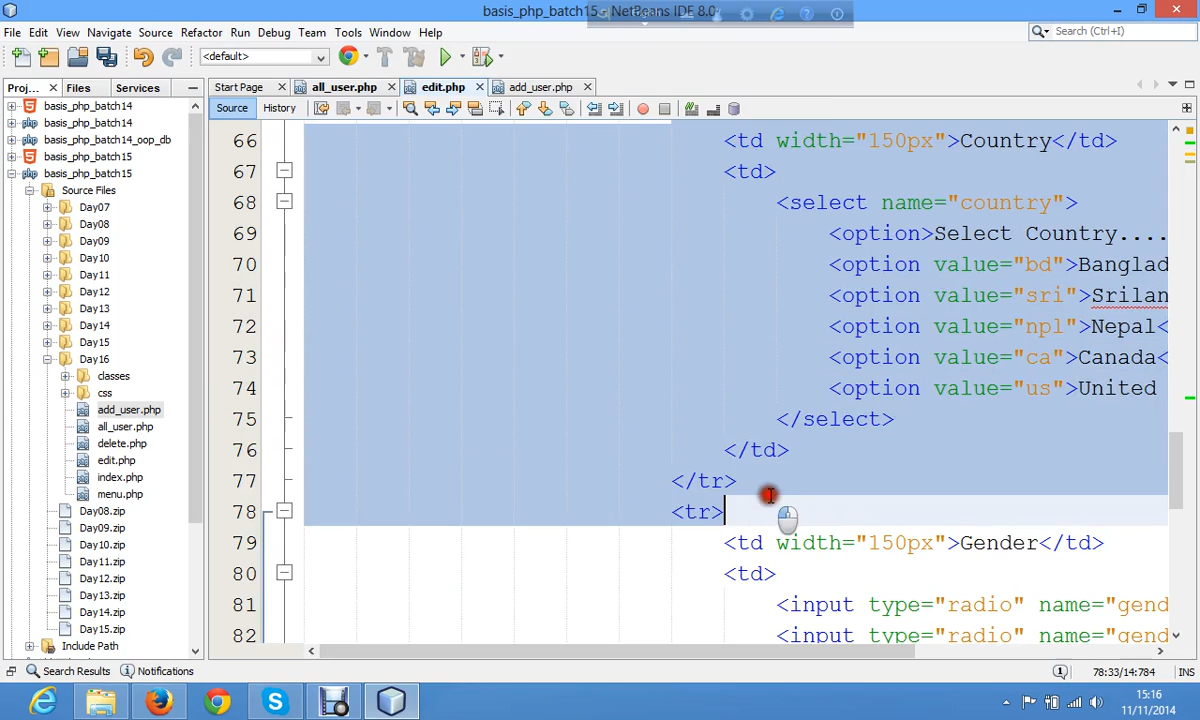 basis_php_batch15 - NetBeans IDE 8.0
File Edit View Navigate Source Refactor Run Debug Team Tools Window Help
Search (Ctrl+I)
<default>
Proj... Files Services
Start Page all_user.php edit.php add_user.php
Source History
basis_php_batch14
basis_php_batch14
basis_php_batch14_oop_db
basis_php_batch15
basis_php_batch15
Source Files
Day07
Day08
Day09
Day10
Day11
Day12
Day13
Day14
Day15
Day16
classes
css
add_user.php
all_user.php
delete.php
edit.php
index.php
menu.php
Day08.zip
Day09.zip
Day10.zip
Day11.zip
Day12.zip
Day13.zip
Day14.zip
Day15.zip
Include Path
66 <td width="150px">Country</td>
67 <td>
68 <select name="country">
69 <option>Select Country....
70 <option value="bd">Banglad
71 <option value="sri">Srilan
72 <option value="npl">Nepal<
73 <option value="ca">Canada<
74 <option value="us">United
75 </select>
76 </td>
77 </tr>
78 <tr>
79 <td width="150px">Gender</td>
80 <td>
81 <input type="radio" name="gend
82 <input type="radio" name="gend
Search Results Notifications
78:33/14:784 INS
15:16
11/11/2014